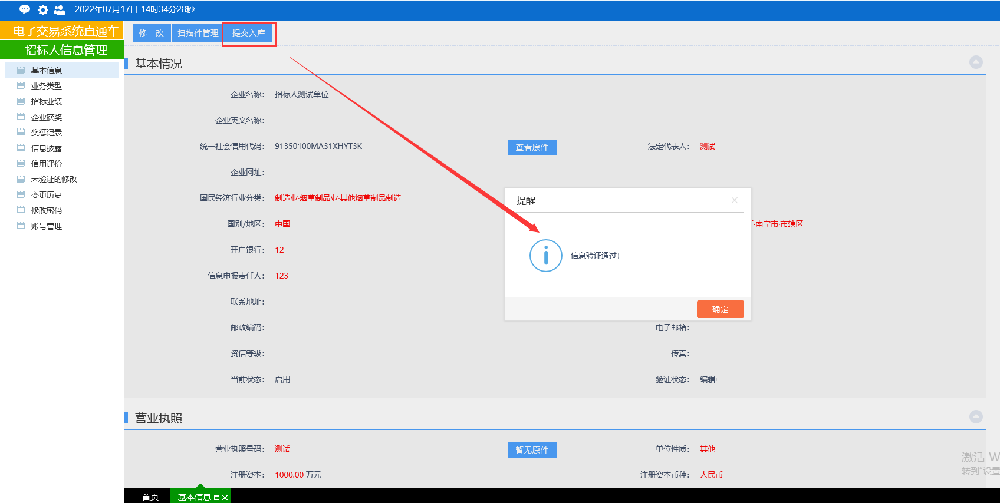 2022年07月17日 14时34分28秒
电子交易系统直通车
招标人信息管理
基本信息
业务类型
招标业绩
企业获奖
奖惩记录
信息披露
信用评价
未验证的修改
变更历史
修改密码
账号管理
修 改 扫描件管理 提交入库
基本情况
企业名称： 招标人测试单位
企业英文名称：
统一社会信用代码： 91350100MA31XHYT3K 查看原件 法定代表人： 测试
企业网址：
国民经济行业分类： 制造业·烟草制品业·其他烟草制品制造
国别/地区： 中国 ·南宁市·市辖区
开户银行： 12
信息申报责任人： 123
联系地址：
邮政编码： 电子邮箱：
资信等级： 传真：
当前状态： 启用 验证状态： 编辑中
提醒
信息验证通过!
确定
营业执照
营业执照号码： 测试 暂无原件 单位性质： 其他
注册资本： 1000.00 万元 注册资本币种： 人民币
激活 W
转到"设置
首页 基本信息